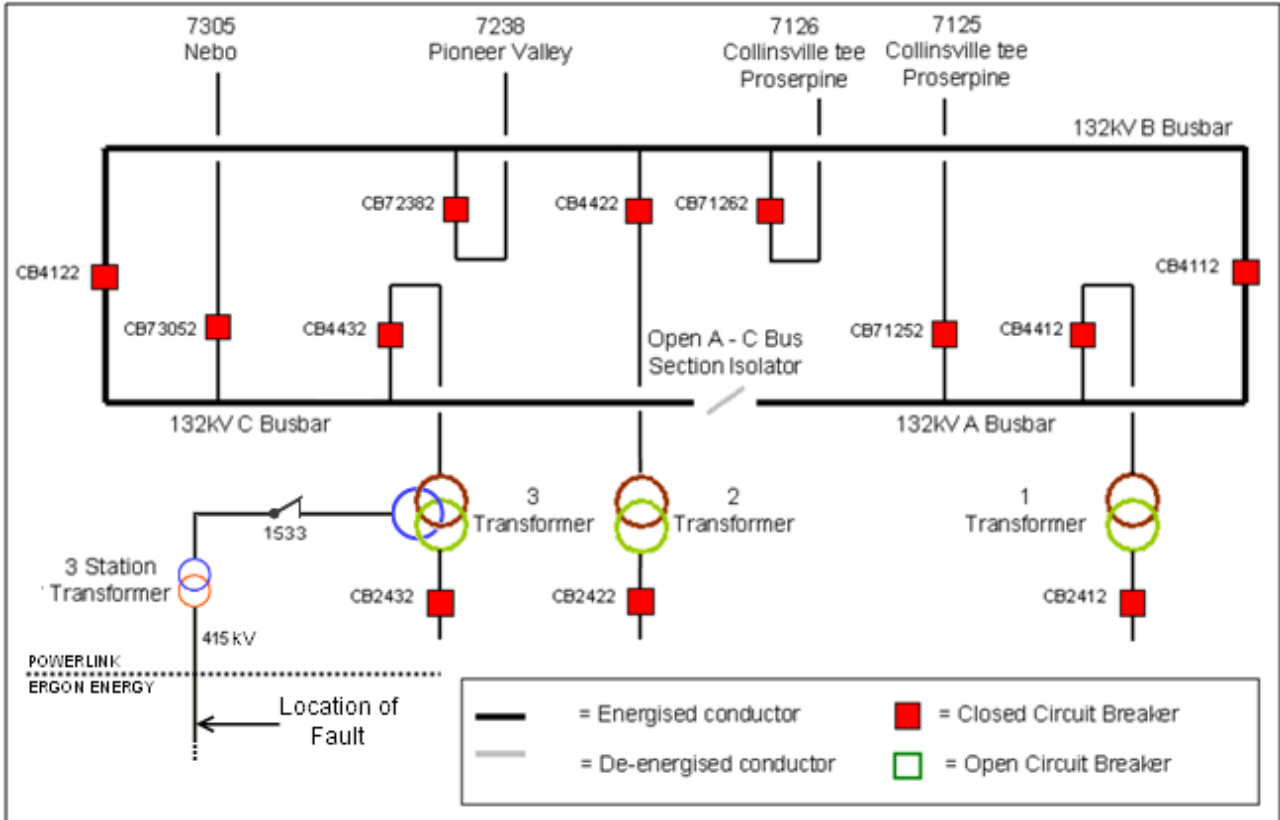 7305
Nebo
7238
Pioneer Valley
7126
Collinsville tee
Proserpine
7125
Collinsville tee
Proserpine
132kV B Busbar
CB72382
CB4422
CB71262
CB4122
CB4112
CB73052
CB4432
Open A - C Bus
Section Isolator
CB71252
CB4412
132kV C Busbar
132kV A Busbar
1533
3
Transformer
2
Transformer
1
Transformer
3 Station
Transformer
CB2432
CB2422
CB2412
415 kV
POWERLINK
ERGON ENERGY
Location of
Fault
= Energised conductor
= Closed Circuit Breaker
= De-energised conductor
= Open Circuit Breaker